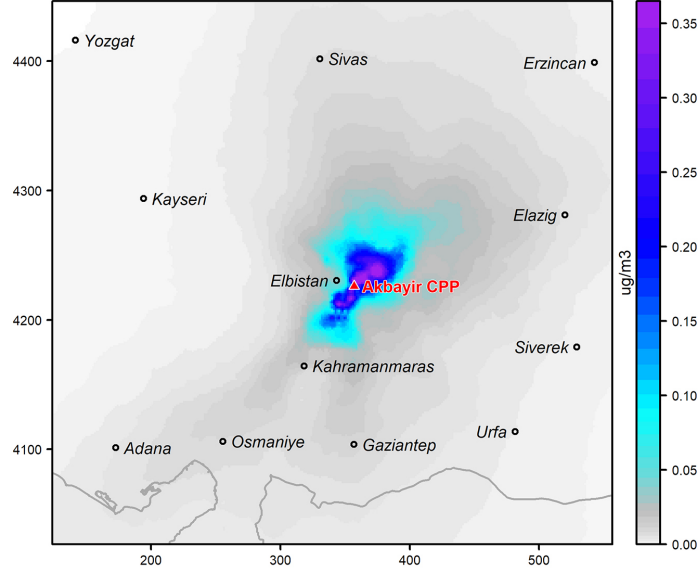 Yozgat
Sivas
Erzincan
Kayseri
Elazig
Elbistan
Akbayir CPP
Siverek
Kahramanmaras
Urfa
Adana
Osmaniye
Gaziantep
4400
4300
4200
4100
200
300
400
500
0.35
0.30
0.25
0.20
0.15
0.10
0.05
0.00
ug/m3